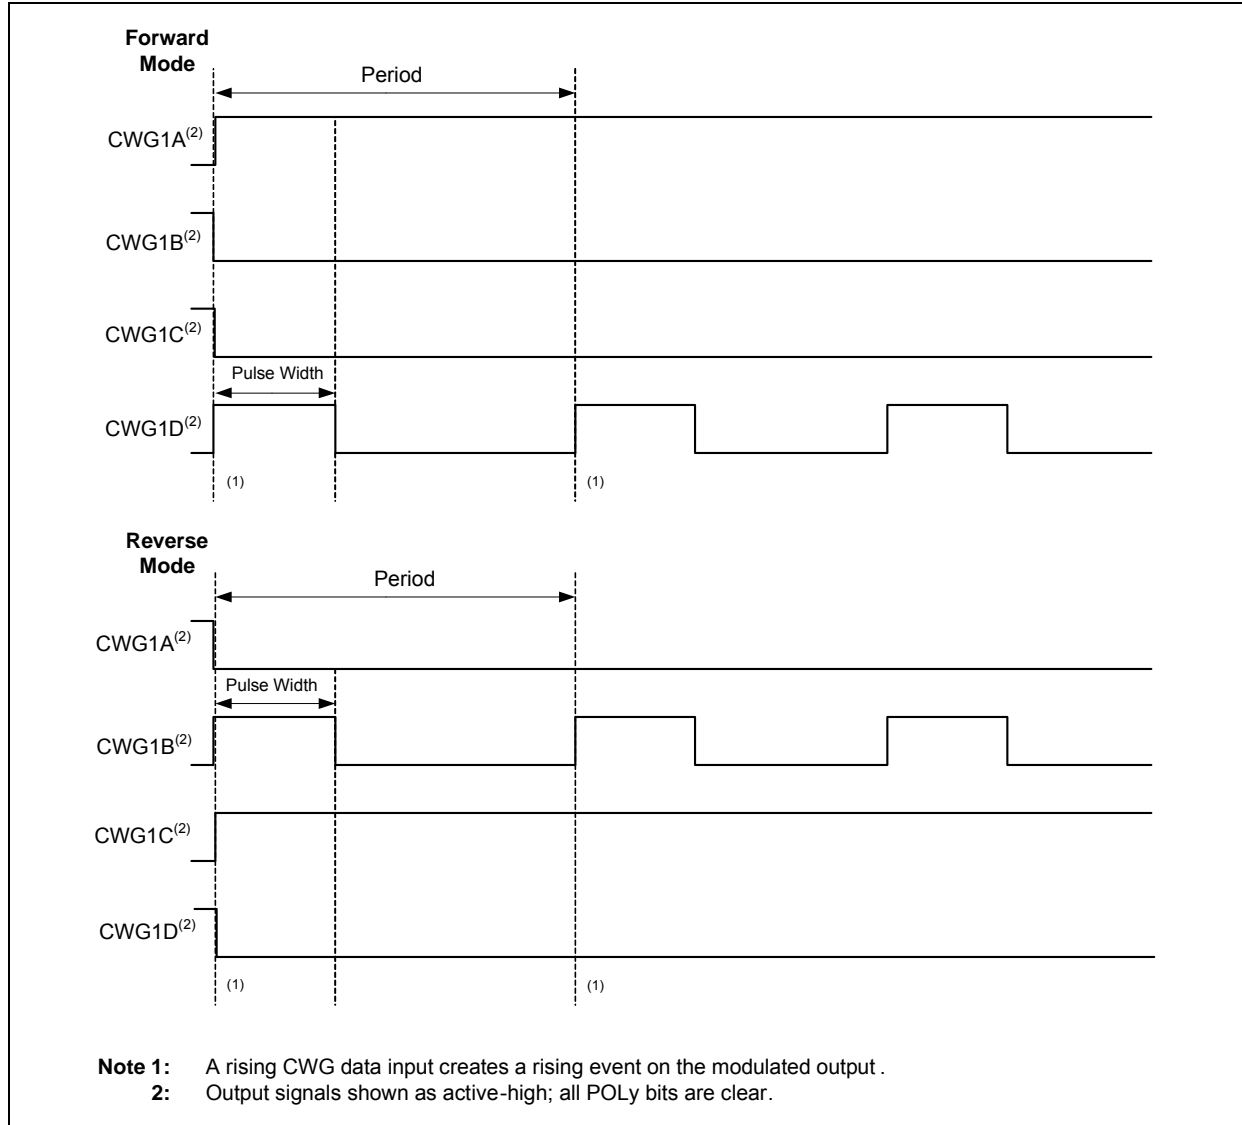 Forward
Mode
Period
CWG1A(2)
CWG1B(2)
CWG1C(2)
Pulse Width
CWG1D(2)
(1)
(1)
Reverse
Mode
Period
CWG1A(2)
Pulse Width
CWG1B(2)
CWG1C(2)
CWG1D(2)
(1)
(1)
Note 1: A rising CWG data input creates a rising event on the modulated output .
2: Output signals shown as active-high; all POLy bits are clear.